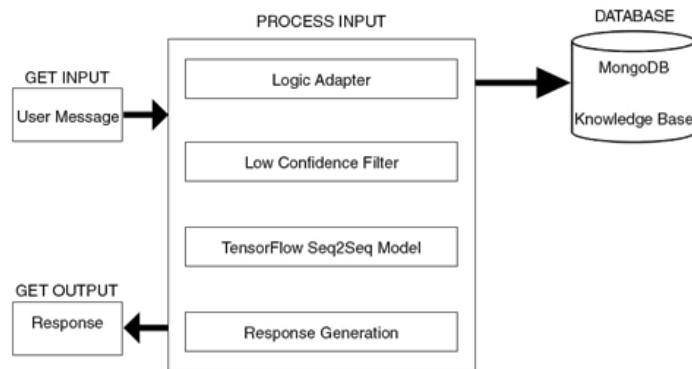 PROCESS INPUT
DATABASE
GET INPUT
User Message
Logic Adapter
MongoDB
Knowledge Base
Low Confidence Filter
TensorFlow Seq2Seq Model
GET OUTPUT
Response
Response Generation